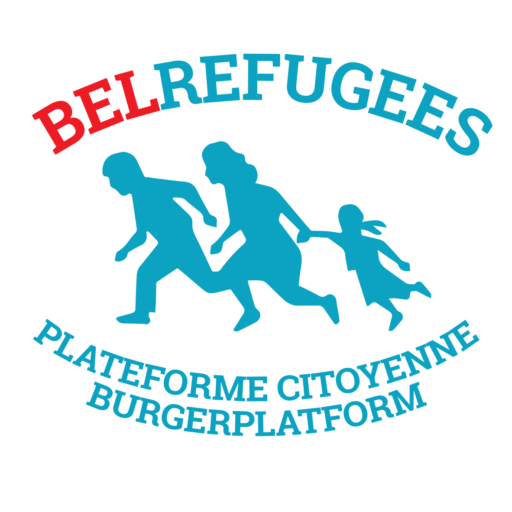 BELREFUGEES
PLATEFORME CITOYENNE
BURGERPLATFORM